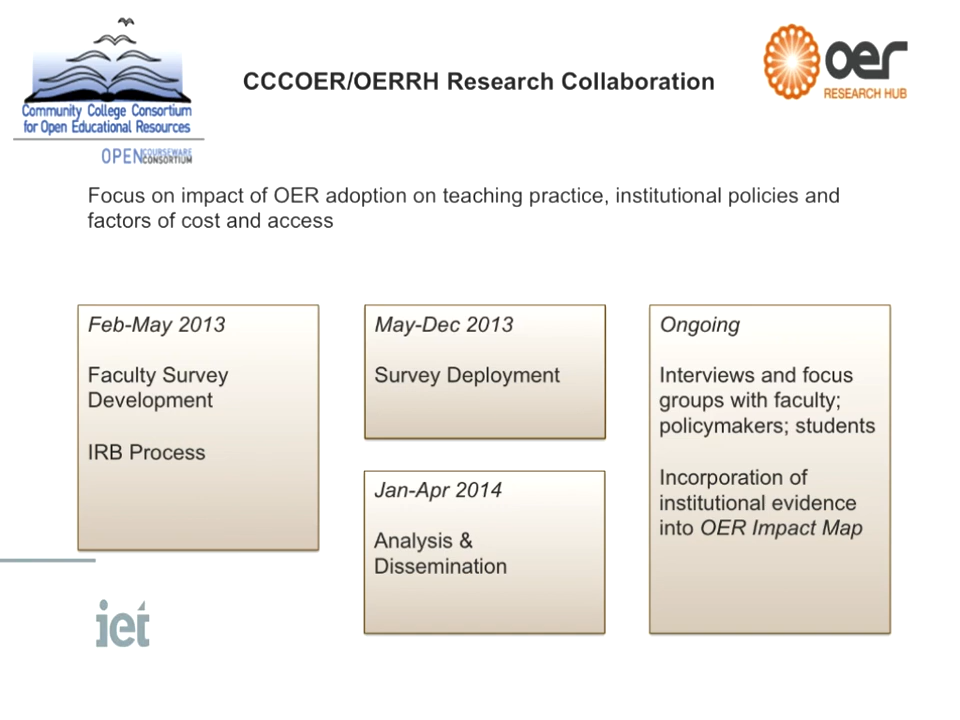 Community College Consortium
for Open Educational Resources
OPENCOURSEWARE
CONSORTIUM
CCCOER/OERRH Research Collaboration
oer
RESEARCH HUB
Focus on impact of OER adoption on teaching practice, institutional policies and
factors of cost and access
Feb-May 2013
Faculty Survey
Development
IRB Process
May-Dec 2013
Survey Deployment
Jan-Apr 2014
Analysis &
Dissemination
Ongoing
Interviews and focus
groups with faculty;
policymakers; students
Incorporation of
institutional evidence
into OER Impact Map
iet